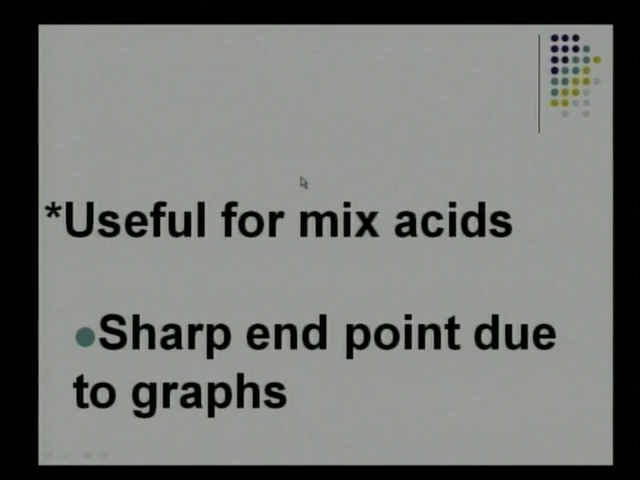 *Useful for mix acids
Sharp end point due
to graphs